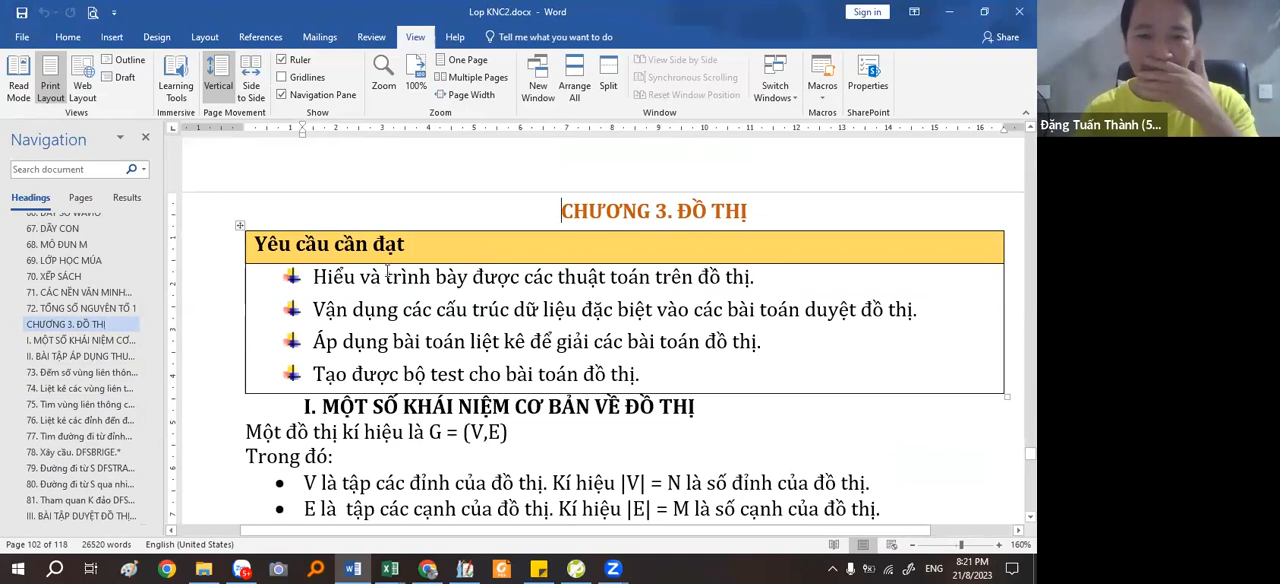 Lop KNC2.docx - Word
Sign in
File Home Insert Design Layout References Mailings Review View Help Tell me what you want to do
Share
Read Mode
Print Layout
Web Layout
Outline
Draft
Views
Learning Tools
Immersive
Vertical
Side to Side
Page Movement
Ruler
Gridlines
Navigation Pane
Show
Zoom
100%
One Page
Multiple Pages
Page Width
Zoom
New Window
Arrange All
Split
View Side by Side
Synchronous Scrolling
Reset Window Position
Window
Switch Windows
Macros
Macros
Properties
SharePoint
Đặng Tuấn Thành (5...
Navigation
Search document
Headings Pages Results
67. DÃY CON
68. MÔ ĐUN M
69. LỚP HỌC MÚA
70. XẾP SÁCH
71. CÁC NỀN VĂN MINH...
72. TỔNG SỐ NGUYÊN TỐ 1
CHƯƠNG 3. ĐỒ THỊ
I. MỘT SỐ KHÁI NIỆM CƠ...
II. BÀI TẬP ÁP DỤNG THU...
73. Đếm số vùng liên thôn...
74. Liệt kê các vùng liên t...
75. Tìm vùng liên thông c...
76. Liệt kê các đỉnh đến đ...
77. Tìm đường đi từ đỉnh...
78. Xây cầu. DFSBRIGE.*
79. Đường đi từ S DFSTRA...
80. Đường đi từ S qua nhi...
81. Tham quan K đảo DFS...
III. BÀI TẬP DUYỆT ĐỒ THỊ...
CHƯƠNG 3. ĐỒ THỊ
Yêu cầu cần đạt
Hiểu và trình bày được các thuật toán trên đồ thị.
Vận dụng các cấu trúc dữ liệu đặc biệt vào các bài toán duyệt đồ thị.
Áp dụng bài toán liệt kê để giải các bài toán đồ thị.
Tạo được bộ test cho bài toán đồ thị.
I. MỘT SỐ KHÁI NIỆM CƠ BẢN VỀ ĐỒ THỊ
Một đồ thị kí hiệu là G = (V,E)
Trong đó:
• V là tập các đỉnh của đồ thị. Kí hiệu |V| = N là số đỉnh của đồ thị.
• E là tập các cạnh của đồ thị. Kí hiệu |E| = M là số cạnh của đồ thị.
Page 102 of 118 26520 words English (United States)
160%
ENG
8:21 PM
21/8/2023